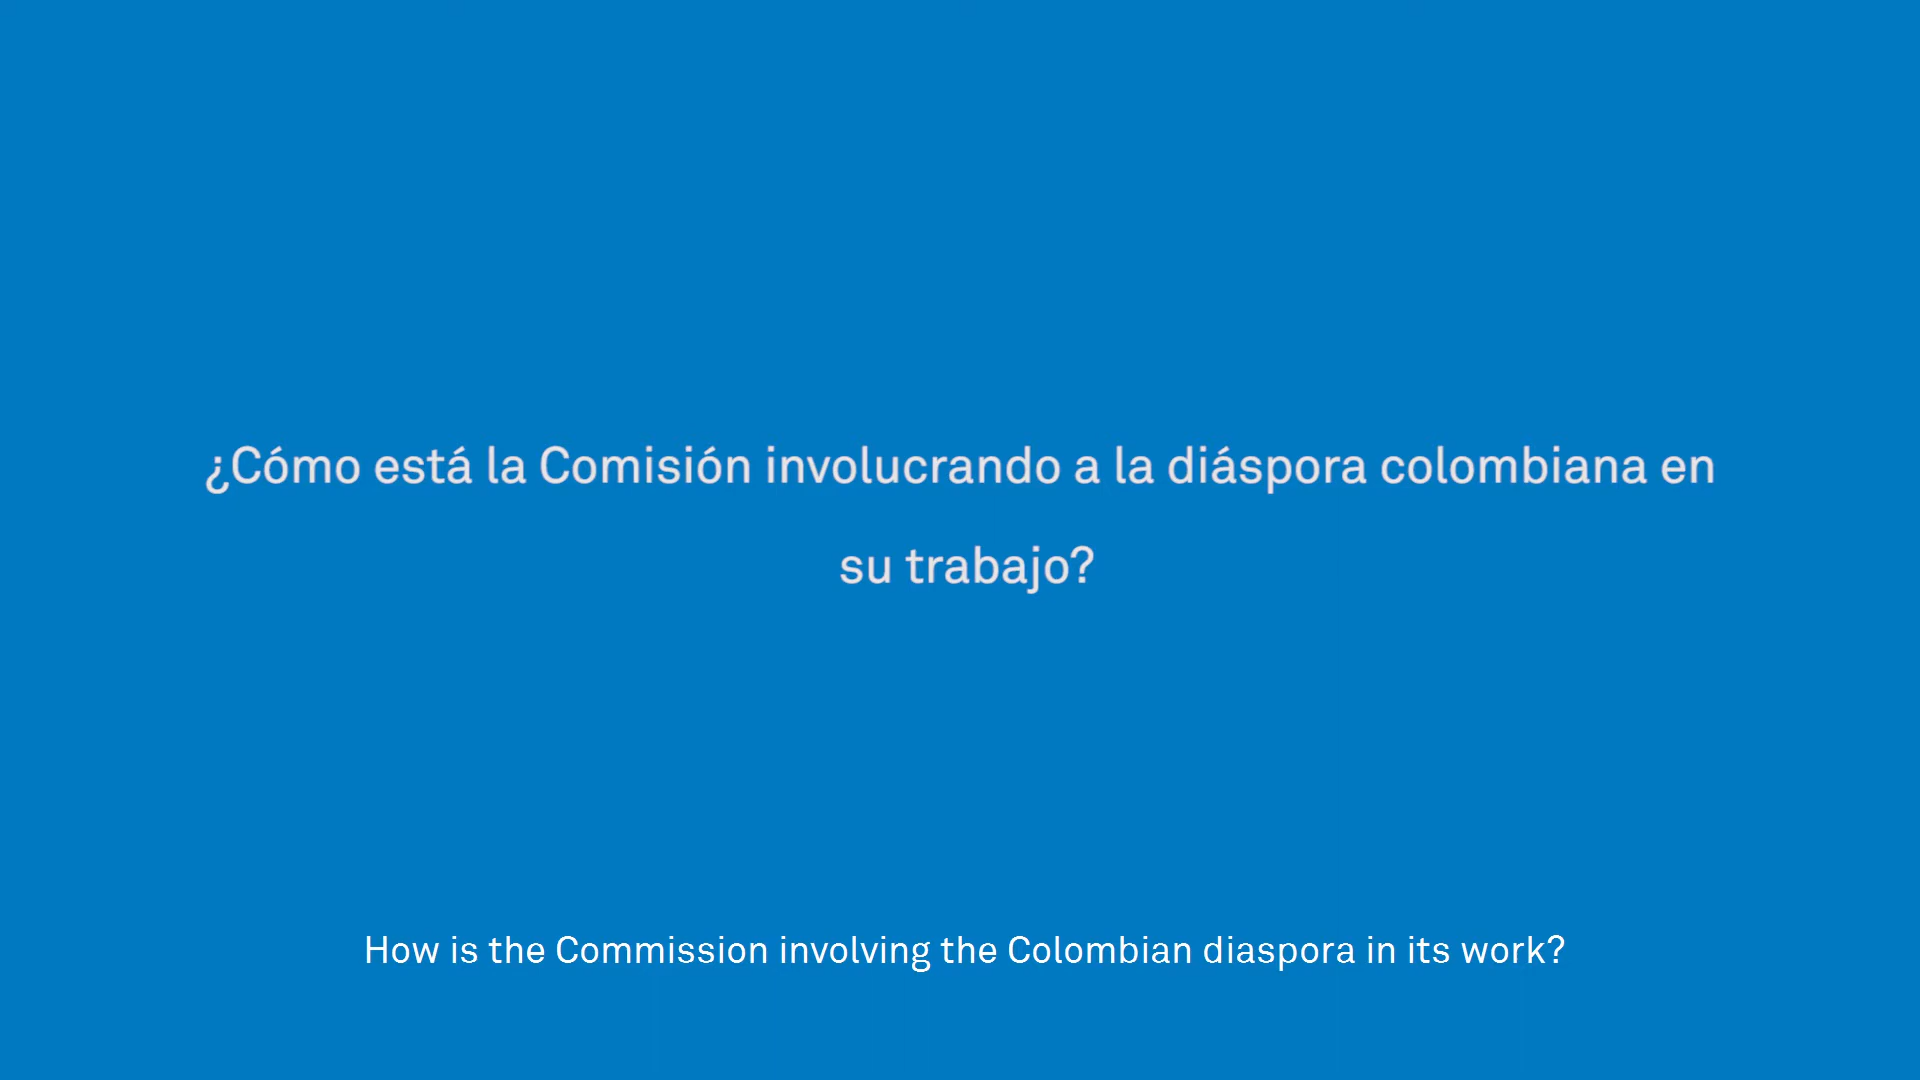 ¿Cómo está la Comisión involucrando a la diáspora colombiana en
su trabajo?
How is the Commission involving the Colombian diaspora in its work?